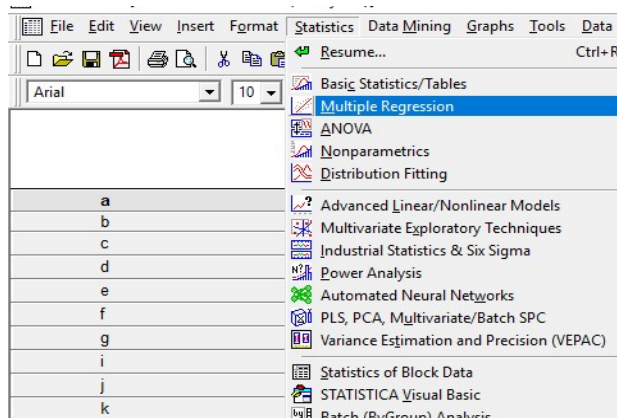 File Edit View Insert Format Statistics Data Mining Graphs Tools Data
Resume... Ctrl+R
Arial 10
Basic Statistics/Tables
Multiple Regression
ANOVA
Nonparametrics
Distribution Fitting
a
Advanced Linear/Nonlinear Models
b
Multivariate Exploratory Techniques
c
Industrial Statistics & Six Sigma
d
Power Analysis
e
Automated Neural Networks
f
PLS, PCA, Multivariate/Batch SPC
g
Variance Estimation and Precision (VEPAC)
i
Statistics of Block Data
j
STATISTICA Visual Basic
k
Batch (ByGroup) Analysis